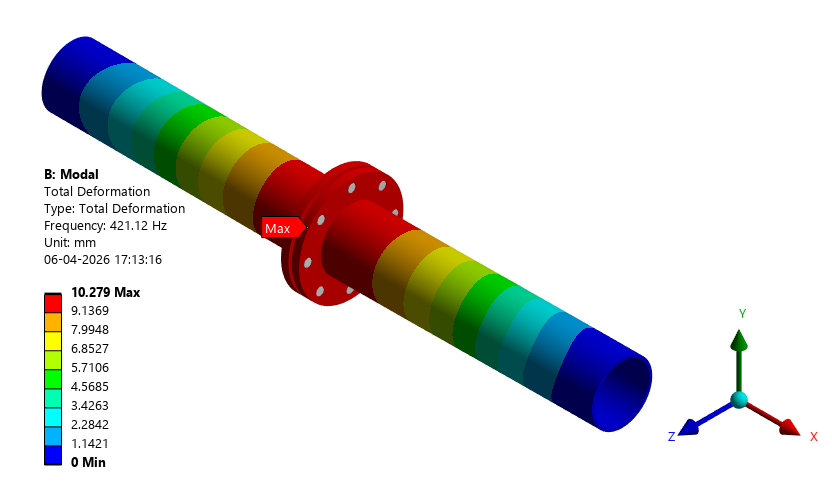 B: Modal
Total Deformation
Type: Total Deformation
Frequency: 421.12 Hz
Unit: mm
06-04-2026 17:13:16
Max
10.279 Max
9.1369
7.9948
6.8527
5.7106
4.5685
3.4263
2.2842
1.1421
0 Min
Y
Z
X